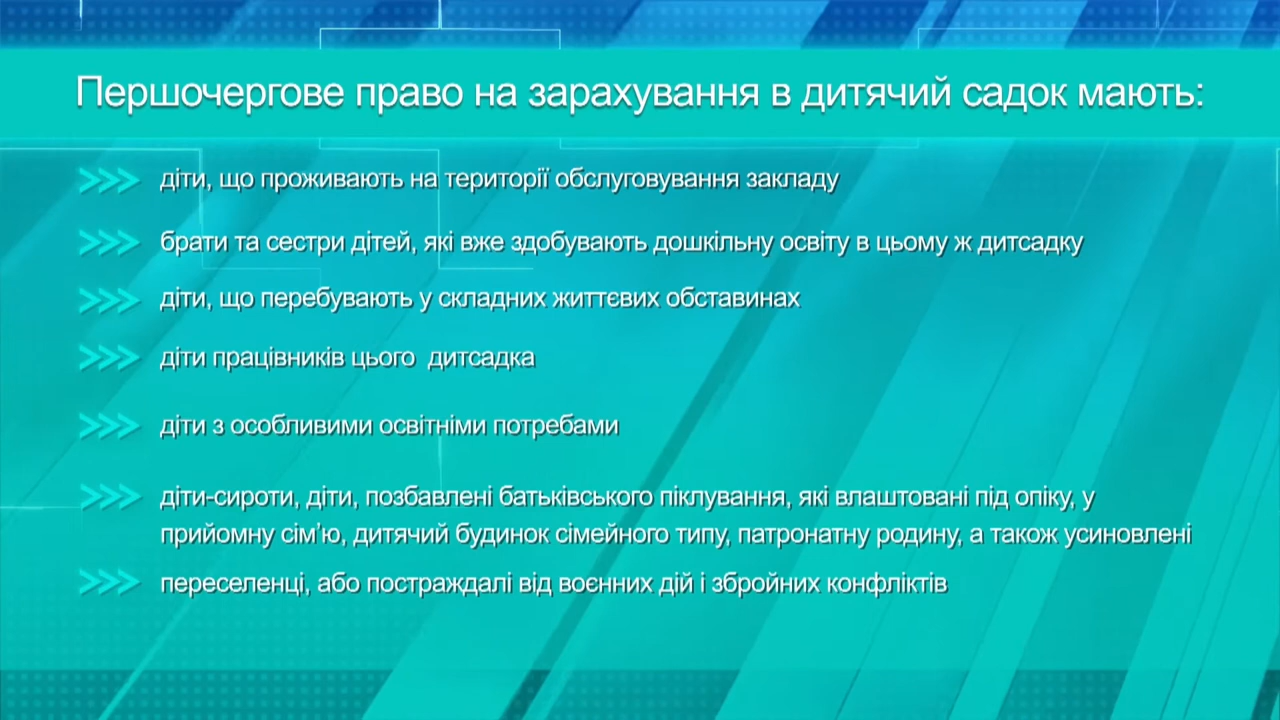 Першочергове право на зарахування в дитячий садок мають:
діти, що проживають на території обслуговування закладу
брати та сестри дітей, які вже здобувають дошкільну освіту в цьому ж дитсадку
діти, що перебувають у складних життєвих обставинах
діти працівників цього  дитсадка
діти з особливими освітніми потребами
діти-сироти, діти, позбавлені батьківського піклування, які влаштовані під опіку, у
прийомну сім'ю, дитячий будинок сімейного типу, патронатну родину, а також усиновлені
переселенці, або постраждалі від воєнних дій і збройних конфліктів